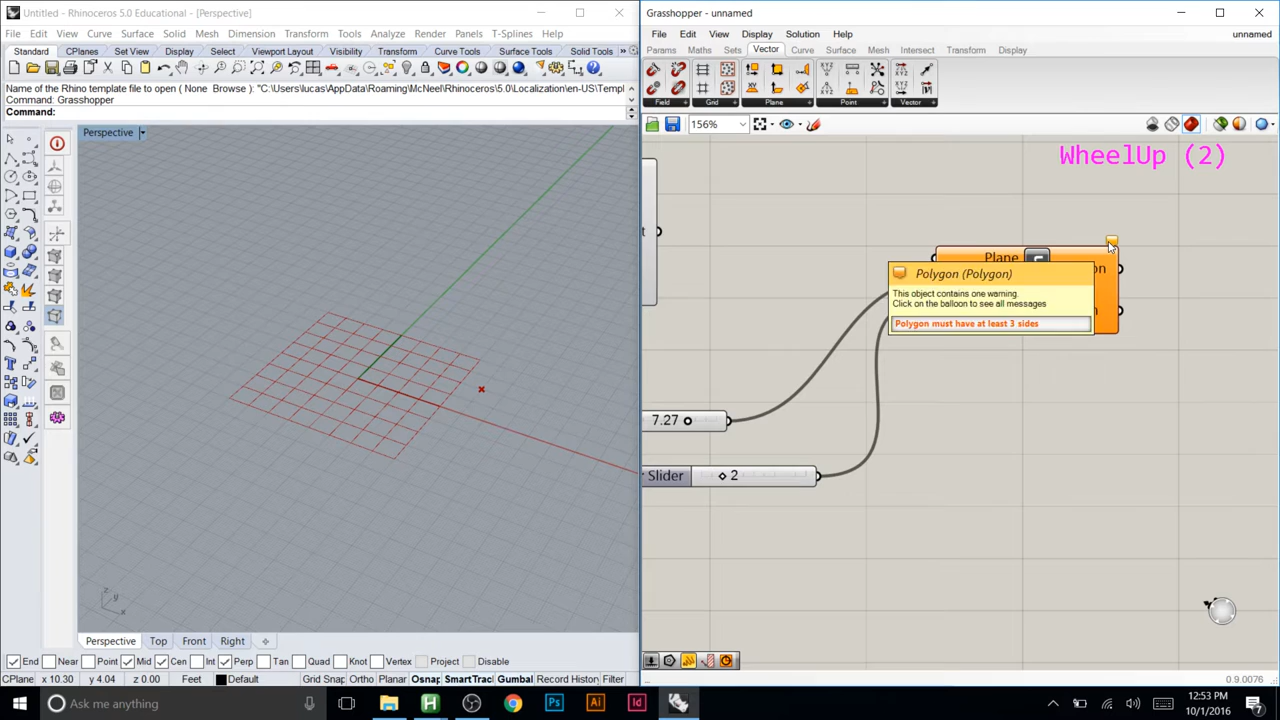 Untitled - Rhinoceros 5.0 Educational - [Perspective]
File Edit View Curve Surface Solid Mesh Dimension Transform Tools Analyze Render Panels T-Splines Help
Standard CPlanes Set View Display Select Viewport Layout Visibility Transform Curve Tools Surface Tools Solid Tools »
Name of the Rhino template file to open ( None Browse ): "C:\Users\lucas\AppData\Roaming\McNeel\Rhinoceros\5.0\Localization\en-US\Templ
Command: Grasshopper
Command:
Perspective
z
y
x
Perspective Top Front Right
End Near Point Mid Cen Int Perp Tan Quad Knot Vertex Project Disable
CPlane x 10.30 y 4.04 z 0.00 Feet Default Grid Snap Ortho Planar Osnap SmartTrac Gumbal Record History Filter
Grasshopper - unnamed
File Edit View Display Solution Help
unnamed
Params Maths Sets Vector Curve Surface Mesh Intersect Transform Display
Field Grid Plane Point Vector
156%
WheelUp (2)
t
Plane
on
n
Polygon (Polygon)
This object contains one warning.
Click on the balloon to see all messages
Polygon must have at least 3 sides
7.27
Slider 2
0.9.0076
Ask me anything
Ps Ai Id
12:53 PM
10/1/2016